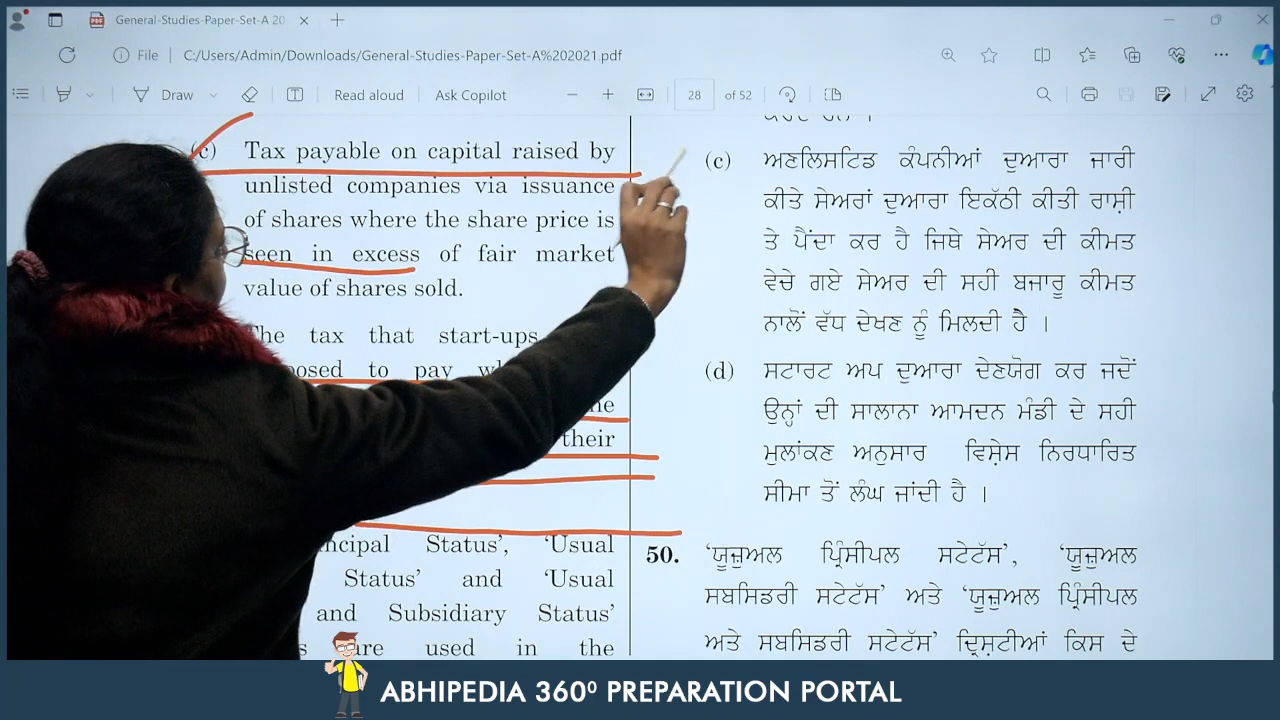 General-Studies-Paper-Set-A 20
File
C:/Users/Admin/Downloads/General-Studies-Paper-Set-A%202021.pdf
Draw
Read aloud
Ask Copilot
28
of 52
(c) Tax payable on capital raised by
unlisted companies via issuance
of shares where the share price is
seen in excess of fair market
value of shares sold.
The tax that start-ups
to pay
their
Status', 'Usual
Status' and 'Usual
and Subsidiary Status'
are used in the
(c) ਅਣਲਿਸਟਿਡ ਕੰਪਨੀਆਂ ਦੁਆਰਾ ਜਾਰੀ
ਕੀਤੇ ਸ਼ੇਅਰਾਂ ਦੁਆਰਾ ਇਕੱਠੀ ਕੀਤੀ ਰਾਸ਼ੀ
ਤੇ ਪੈਂਦਾ ਕਰ ਹੈ ਜਿਥੇ ਸ਼ੇਅਰ ਦੀ ਕੀਮਤ
ਵੇਚੇ ਗਏ ਸ਼ੇਅਰ ਦੀ ਸਹੀ ਬਜਾਰੂ ਕੀਮਤ
ਨਾਲੋਂ ਵੱਧ ਦੇਖਣ ਨੂੰ ਮਿਲਦੀ ਹੈ ।
(d) ਸਟਾਰਟ ਅਪ ਦੁਆਰਾ ਦੇਣਯੋਗ ਕਰ ਜਦੋਂ
ਉਨ੍ਹਾਂ ਦੀ ਸਾਲਾਨਾ ਆਮਦਨ ਮੰਡੀ ਦੇ ਸਹੀ
ਮੁਲਾਂਕਣ ਅਨੁਸਾਰ ਵਿਸ਼ੇਸ ਨਿਰਧਾਰਿਤ
ਸੀਮਾ ਤੋਂ ਲੰਘ ਜਾਂਦੀ ਹੈ ।
50. 'ਯੂਜ਼ੁਅਲ ਪ੍ਰਿੰਸੀਪਲ ਸਟੇਟੱਸ', 'ਯੂਜ਼ੁਅਲ
ਸਬਸਿਡਰੀ ਸਟੇਟੱਸ' ਅਤੇ 'ਯੂਜ਼ੁਅਲ ਪ੍ਰਿੰਸੀਪਲ
ਅਤੇ ਸਬਸਿਡਰੀ ਸਟੇਟੱਸ' ਦ੍ਰਿਸ਼ਟੀਆਂ ਕਿਸ ਦੇ
ABHIPEDIA 360⁰ PREPARATION PORTAL